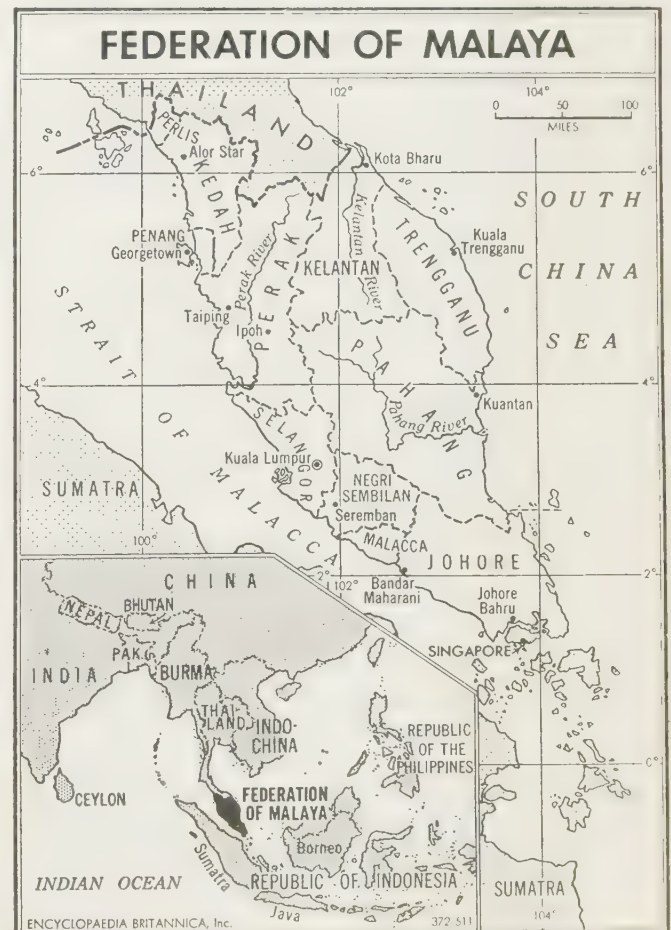 FEDERATION OF MALAYA
THAILAND
102°
104°
0 50 100
MILES
PERLIS
Alor Star
Kota Bharu
6°
6°
KEDAH
SOUTH
CHINA
SEA
PENANG
Georgetown
Perak River
PERAK
KELANTAN
Kelantan River
TRENGGANU
Kuala
Trengganu
Taiping
Ipoh
STRAIT OF MALACCA
PAHANG
4°
4°
Kuantan
Pahang River
SELANGOR
Kuala Lumpur
SUMATRA
NEGRI
SEMBILAN
Seremban
MALACCA
JOHORE
100°
2°
102°
2°
Bandar
Maharani
Johore
Bahru
SINGAPORE
CHINA
NEPAL
BHUTAN
PAK.
INDIA
BURMA
THAI
LAND
INDO-
CHINA
REPUBLIC
OF THE
PHILIPPINES
0°
CEYLON
FEDERATION
OF MALAYA
Borneo
Sumatra
INDIAN OCEAN
REPUBLIC OF INDONESIA
SUMATRA
Java
104°
ENCYCLOPAEDIA BRITANNICA, Inc.
372-511